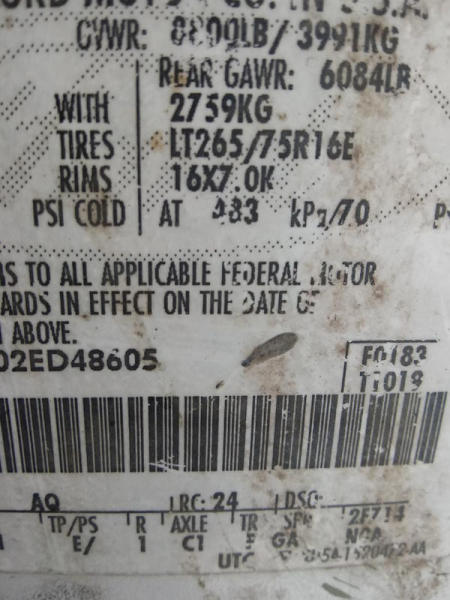 GVWR: 8800LB/ 3991KG
REAR GAWR: 6084LB
WITH 2759KG
TIRES LT265/75R16E
RIMS 16X7.0K
PSI COLD AT 483 kPa/70
TO ALL APPLICABLE FEDERAL MOTOR
ARDS IN EFFECT ON THE DATE OF
ABOVE.
02ED48605
F0183
T1019
AQ RC: 24 DSO:
TP/PS R AXLE TR SPR 2F714
E/ 1 C1 E GA
UTC